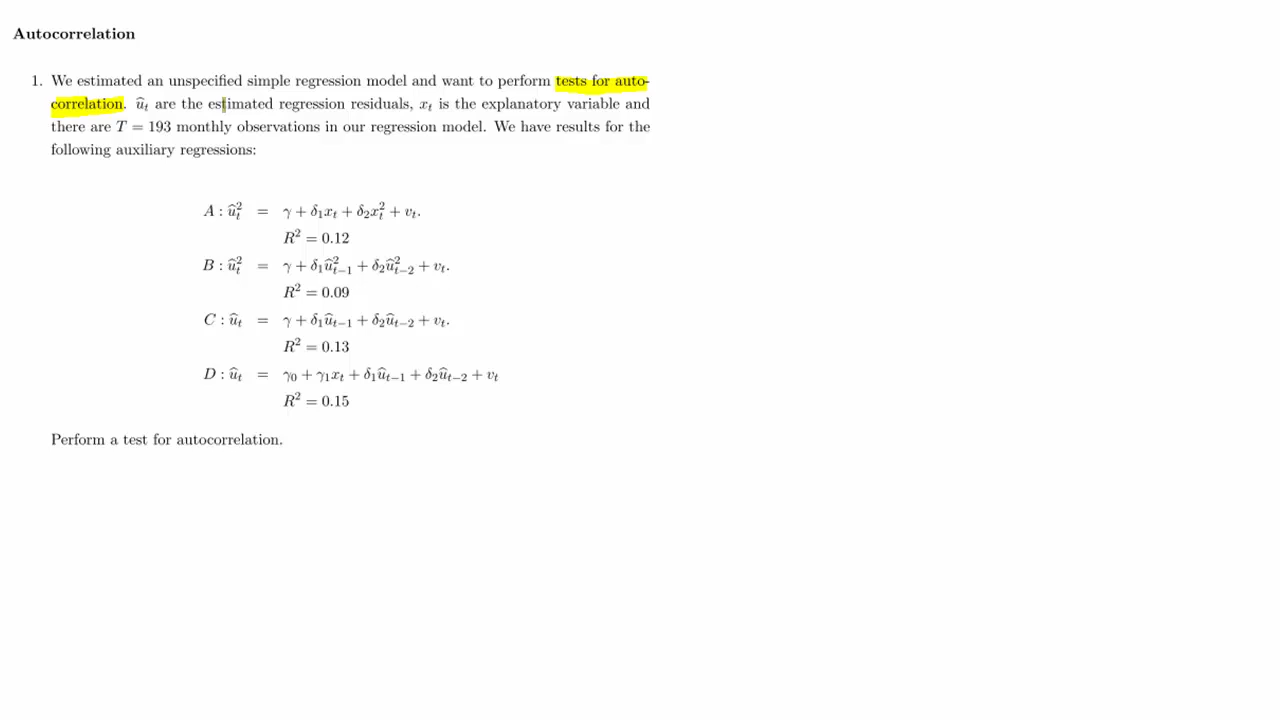 Autocorrelation
1. We estimated an unspecified simple regression model and want to perform tests for auto-
correlation. û_t are the estimated regression residuals, x_t is the explanatory variable and
there are T = 193 monthly observations in our regression model. We have results for the
following auxiliary regressions:
A : û_t^2 = γ + δ_1x_t + δ_2x_t^2 + v_t.
R^2 = 0.12
B : û_t^2 = γ + δ_1û_{t−1}^2 + δ_2û_{t−2}^2 + v_t.
R^2 = 0.09
C : û_t = γ + δ_1û_{t−1} + δ_2û_{t−2} + v_t.
R^2 = 0.13
D : û_t = γ_0 + γ_1x_t + δ_1û_{t−1} + δ_2û_{t−2} + v_t
R^2 = 0.15
Perform a test for autocorrelation.